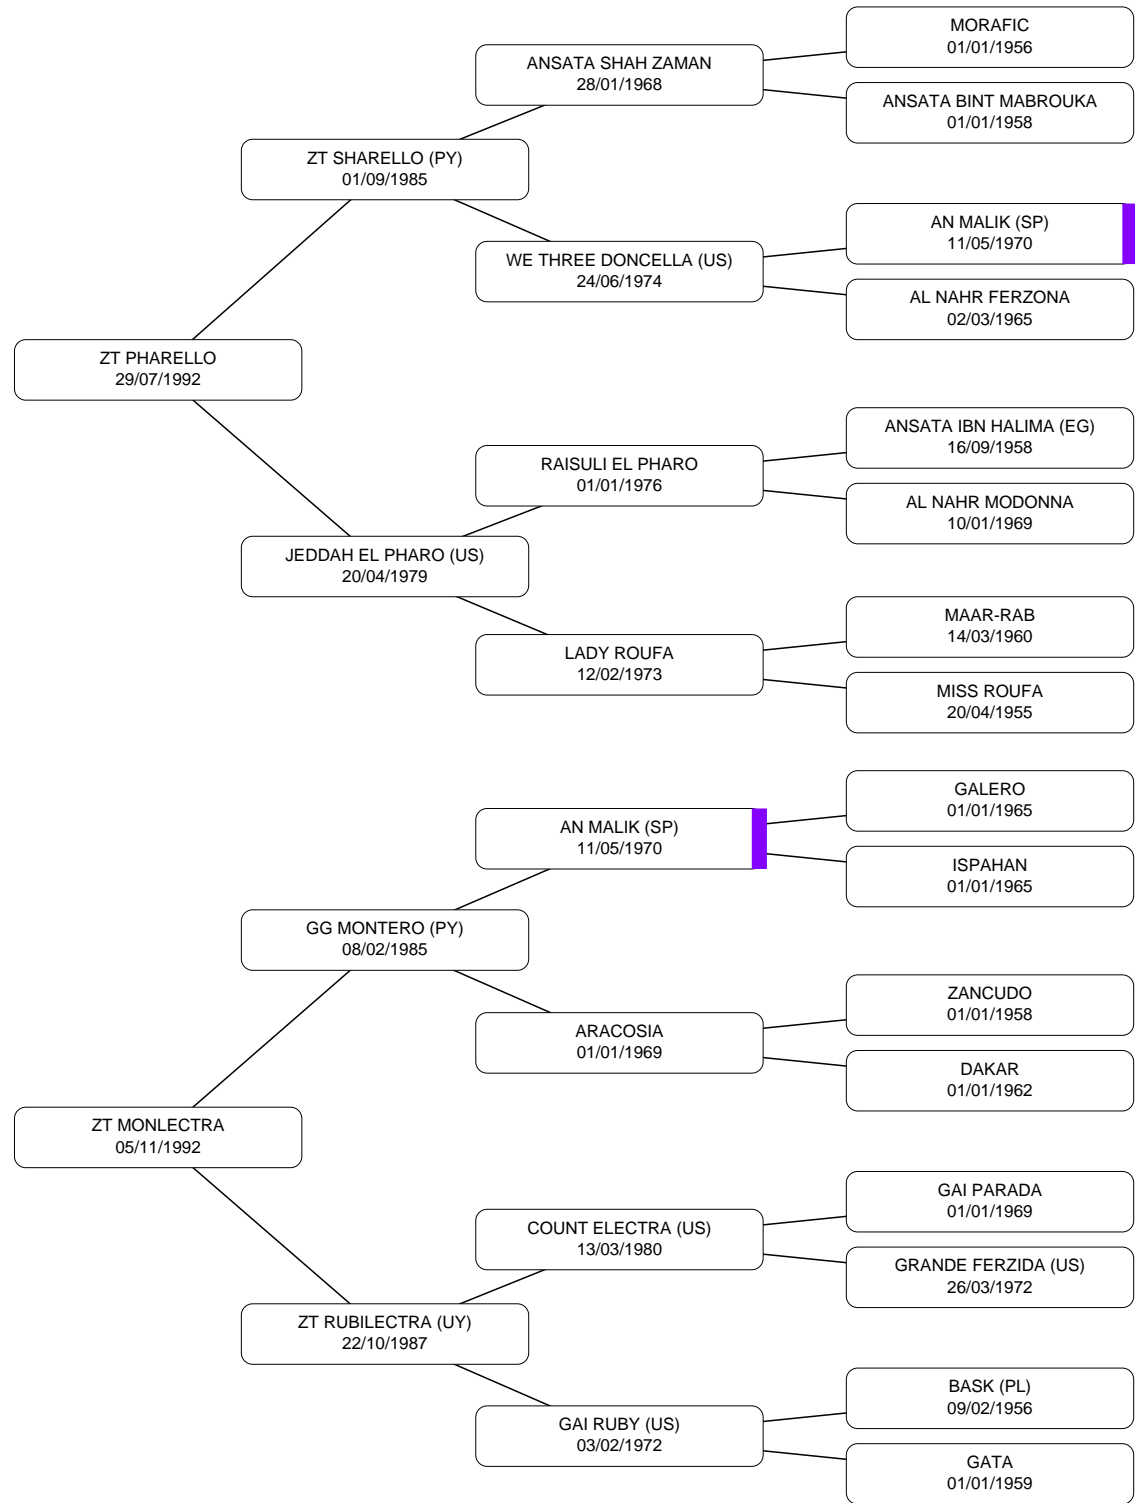 MORAFIC
01/01/1956
ANSATA SHAH ZAMAN
28/01/1968
ANSATA BINT MABROUKA
01/01/1958
ZT SHARELLO (PY)
01/09/1985
AN MALIK (SP)
11/05/1970
WE THREE DONCELLA (US)
24/06/1974
AL NAHR FERZONA
02/03/1965
ZT PHARELLO
29/07/1992
ANSATA IBN HALIMA (EG)
16/09/1958
RAISULI EL PHARO
01/01/1976
AL NAHR MODONNA
10/01/1969
JEDDAH EL PHARO (US)
20/04/1979
MAAR-RAB
14/03/1960
LADY ROUFA
12/02/1973
MISS ROUFA
20/04/1955
GALERO
01/01/1965
AN MALIK (SP)
11/05/1970
ISPAHAN
01/01/1965
GG MONTERO (PY)
08/02/1985
ZANCUDO
01/01/1958
ARACOSIA
01/01/1969
DAKAR
01/01/1962
ZT MONLECTRA
05/11/1992
GAI PARADA
01/01/1969
COUNT ELECTRA (US)
13/03/1980
GRANDE FERZIDA (US)
26/03/1972
ZT RUBILECTRA (UY)
22/10/1987
BASK (PL)
09/02/1956
GAI RUBY (US)
03/02/1972
GATA
01/01/1959